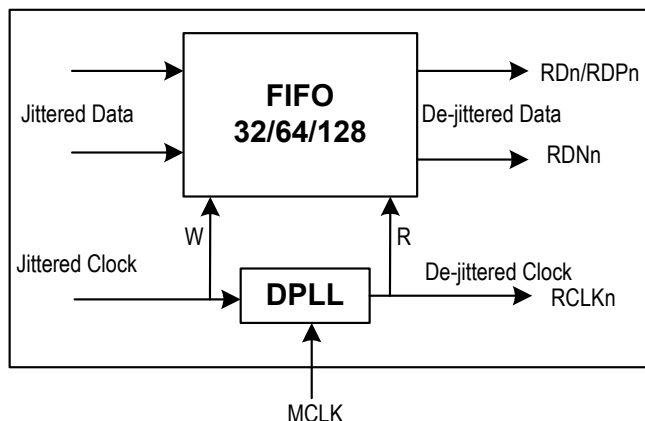 RDn/RDPn
FIFO
32/64/128
Jittered Data
De-jittered Data
RDNn
W
R
Jittered Clock
De-jittered Clock
DPLL
RCLKn
MCLK